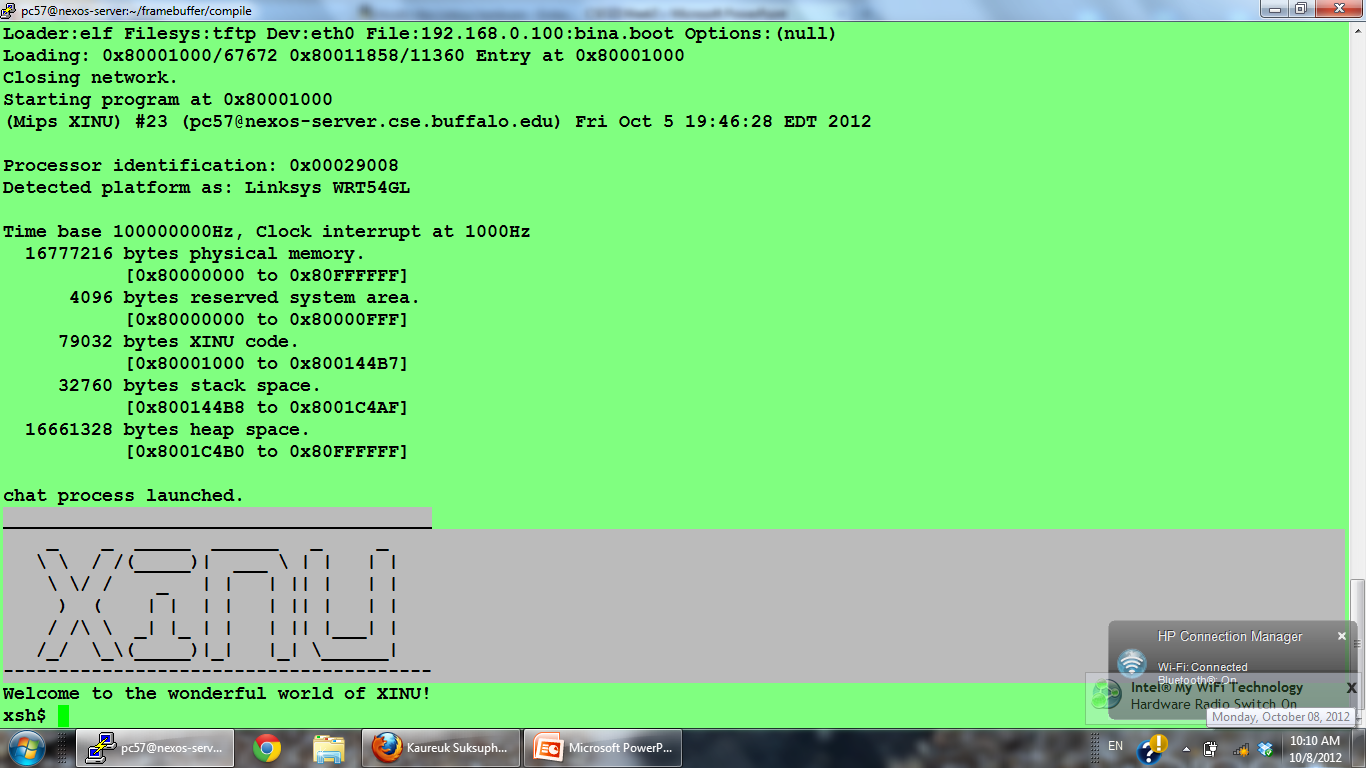 pc57@nexos-server:~/framebuffer/compile
Loader:elf Filesys:tftp Dev:eth0 File:192.168.0.100:bina.boot Options:(null)
Loading: 0x80001000/67672 0x80011858/11360 Entry at 0x80001000
Closing network.
Starting program at 0x80001000
(Mips XINU) #23 (pc57@nexos-server.cse.buffalo.edu) Fri Oct 5 19:46:28 EDT 2012
Processor identification: 0x00029008
Detected platform as: Linksys WRT54GL
Time base 100000000Hz, Clock interrupt at 1000Hz
16777216 bytes physical memory.
[0x80000000 to 0x80FFFFFF]
4096 bytes reserved system area.
[0x80000000 to 0x80000FFF]
79032 bytes XINU code.
[0x80001000 to 0x800144B7]
32760 bytes stack space.
[0x800144B8 to 0x8001C4AF]
16661328 bytes heap space.
[0x8001C4B0 to 0x80FFFFFF]
chat process launched.
XINU
Welcome to the wonderful world of XINU!
xsh$
HP Connection Manager
Wi-Fi: Connected
Bluetooth®: On
Intel® My WiFi Technology
Hardware Radio Switch On
Monday, October 08, 2012
pc57@nexos-serv...
Kaureuk Suksuph...
Microsoft PowerP...
EN
10:10 AM
10/8/2012